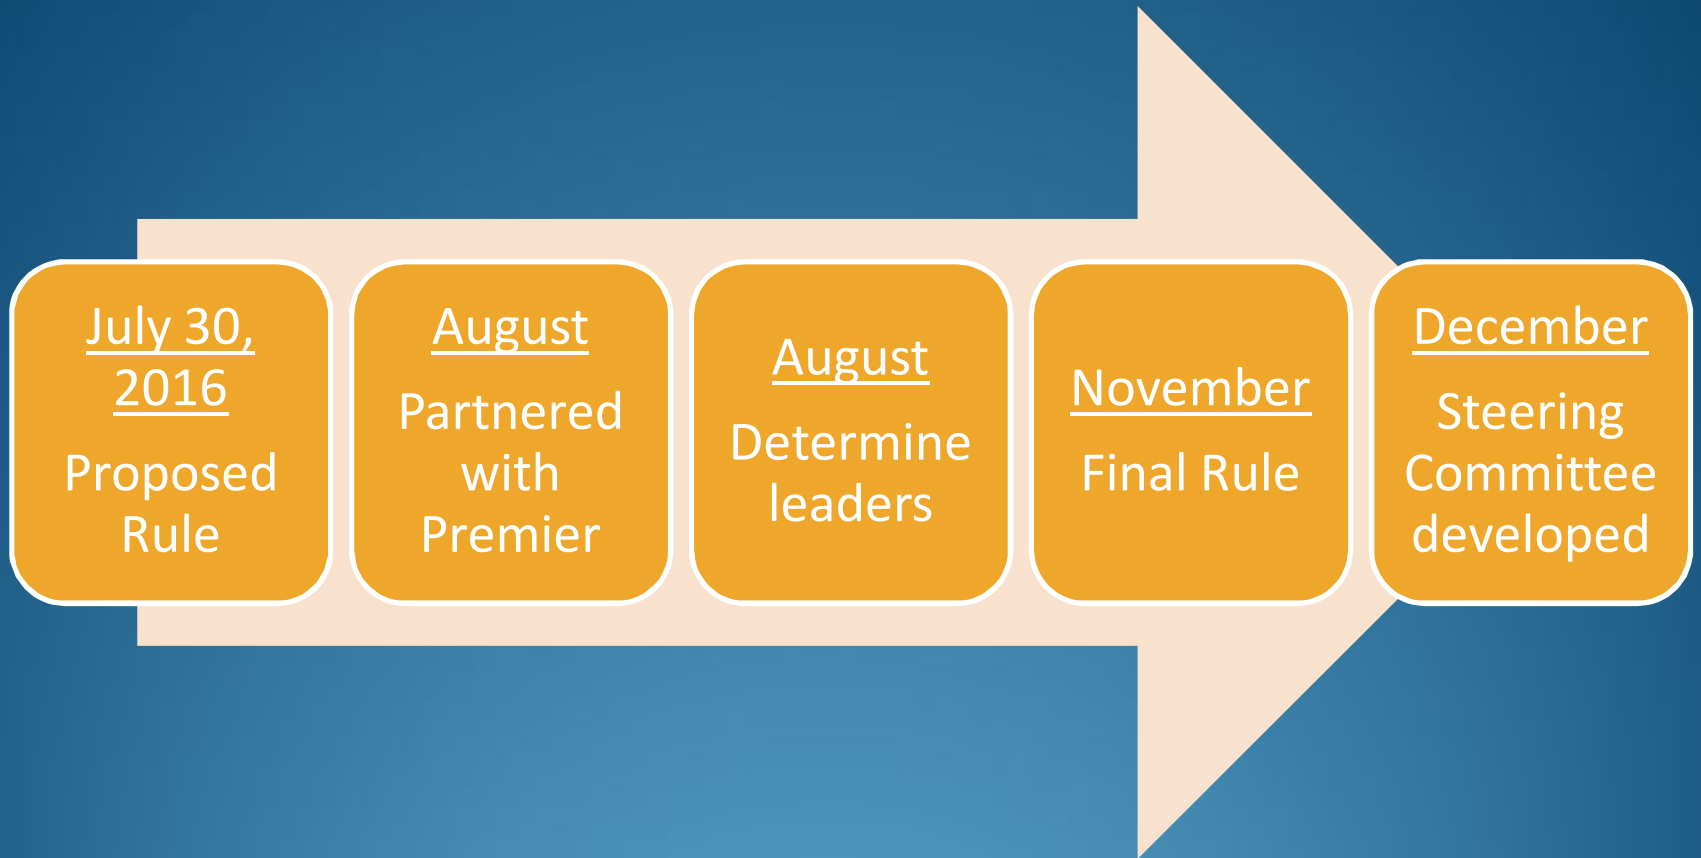 July 30,
2016
Proposed
Rule
August
Partnered
with
Premier
August
Determine
leaders
November
Final Rule
December
Steering
Committee
developed